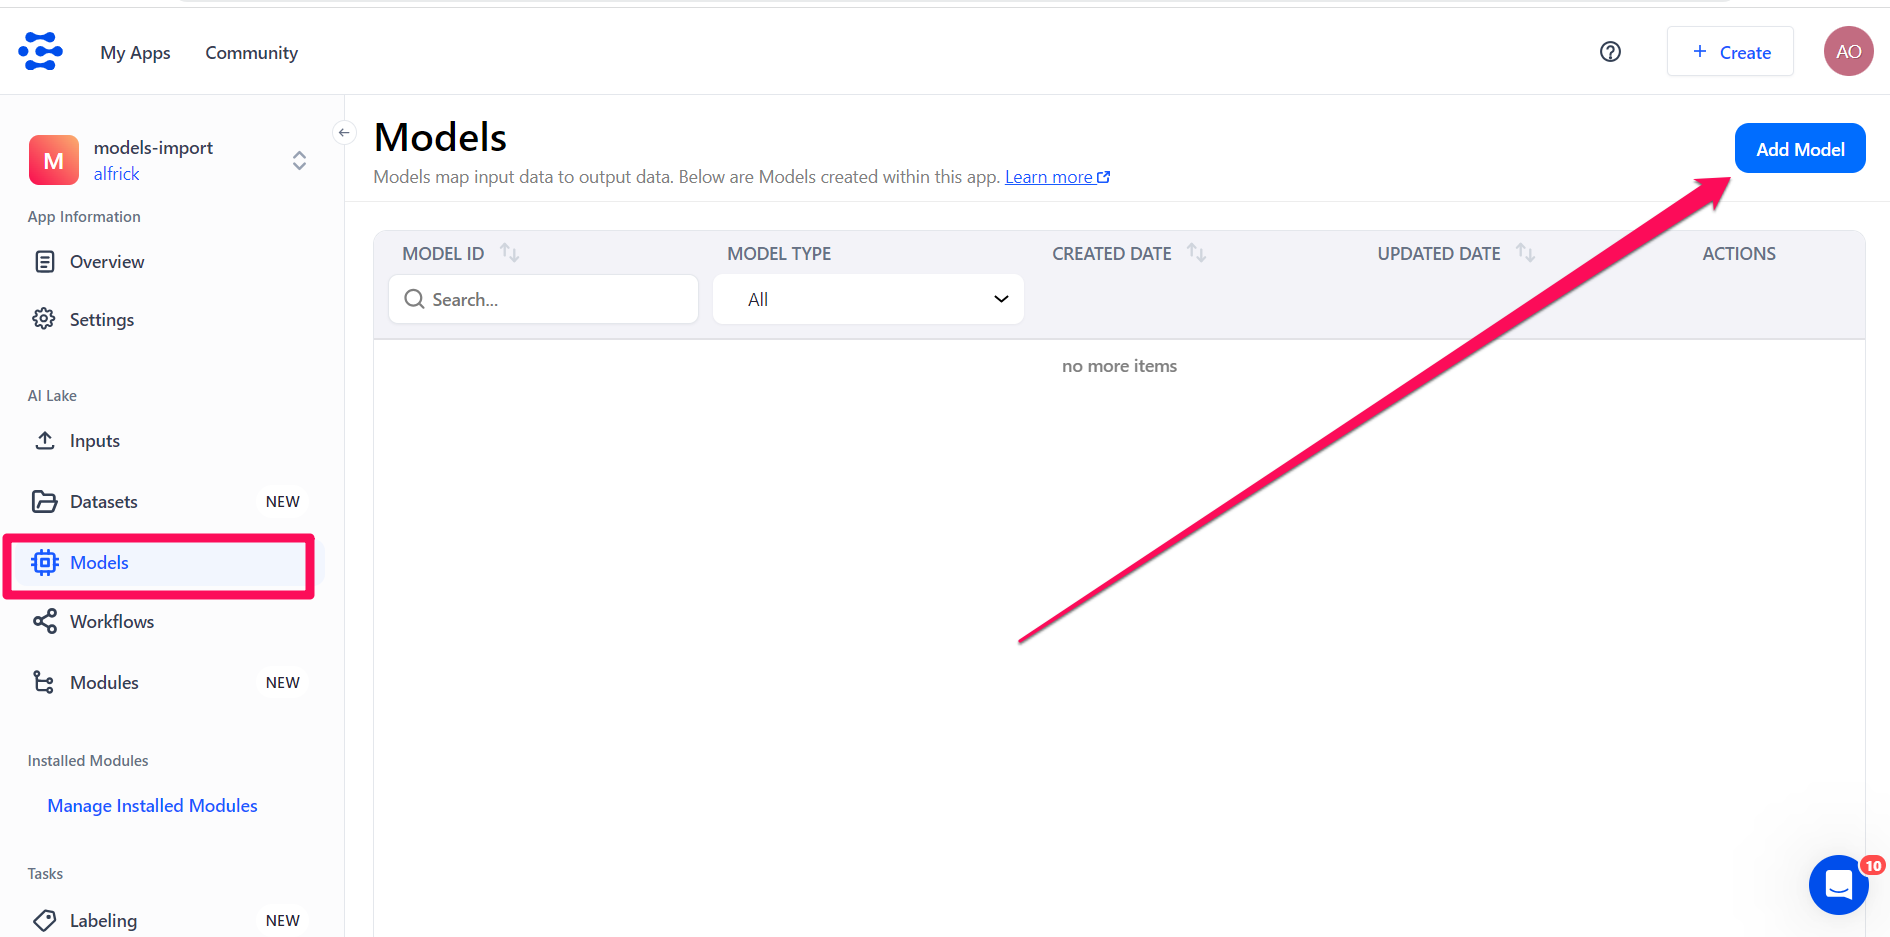 My Apps
Community
+ Create
AO
M
models-import
alfrick
App Information
Overview
Settings
AI Lake
Inputs
Datasets NEW
Models
Workflows
Modules NEW
Installed Modules
Manage Installed Modules
Tasks
Labeling NEW
Models
Models map input data to output data. Below are Models created within this app. Learn more
Add Model
MODEL ID MODEL TYPE CREATED DATE UPDATED DATE ACTIONS
Search... All
no more items
10